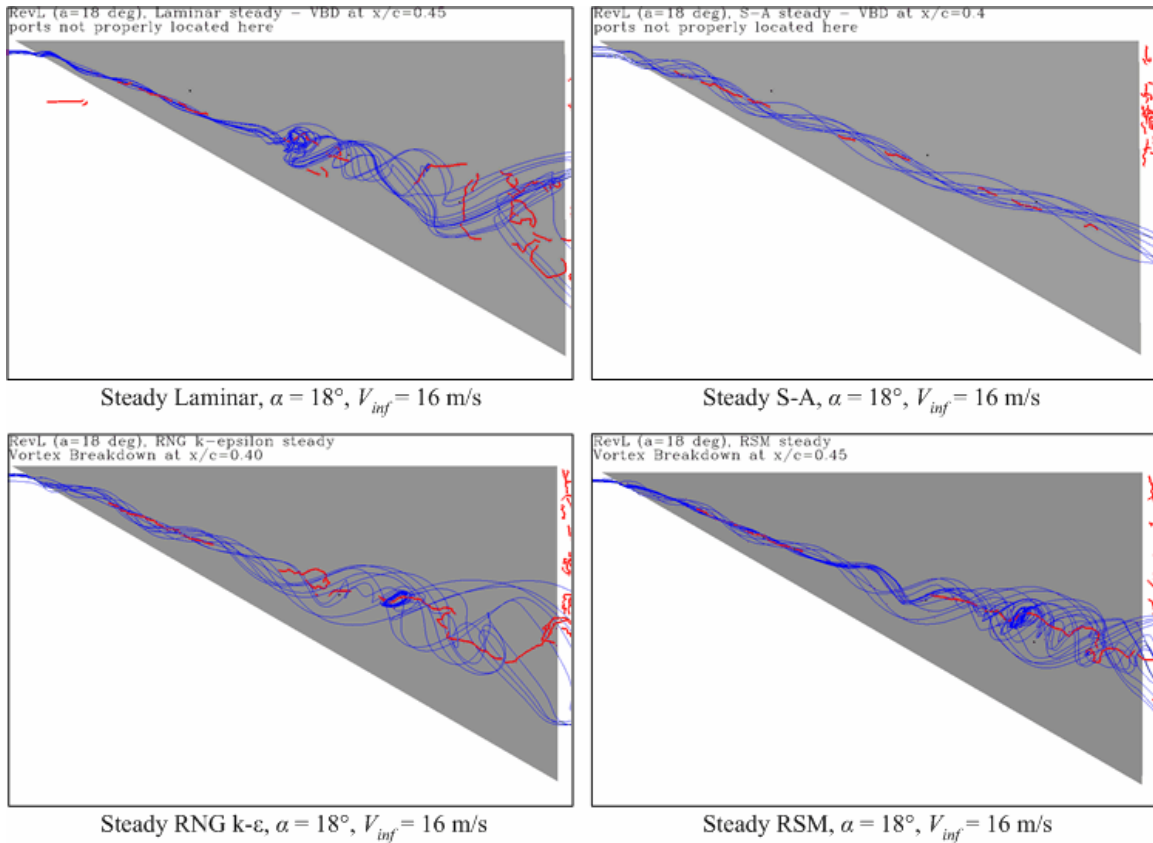 RevL (a=18 deg), Laminar steady - VBD at x/c=0.45
ports not properly located here
RevL (a=18 deg), S-A steady - VBD at x/c=0.4
ports not properly located here
Steady Laminar, α = 18°, Vinf = 16 m/s
Steady S-A, α = 18°, Vinf = 16 m/s
RevL (a=18 deg), RNG k-epsilon steady
Vortex Breakdown at x/c=0.40
RevL (a=18 deg), RSM steady
Vortex Breakdown at x/c=0.45
Steady RNG k-ε, α = 18°, Vinf = 16 m/s
Steady RSM, α = 18°, Vinf = 16 m/s